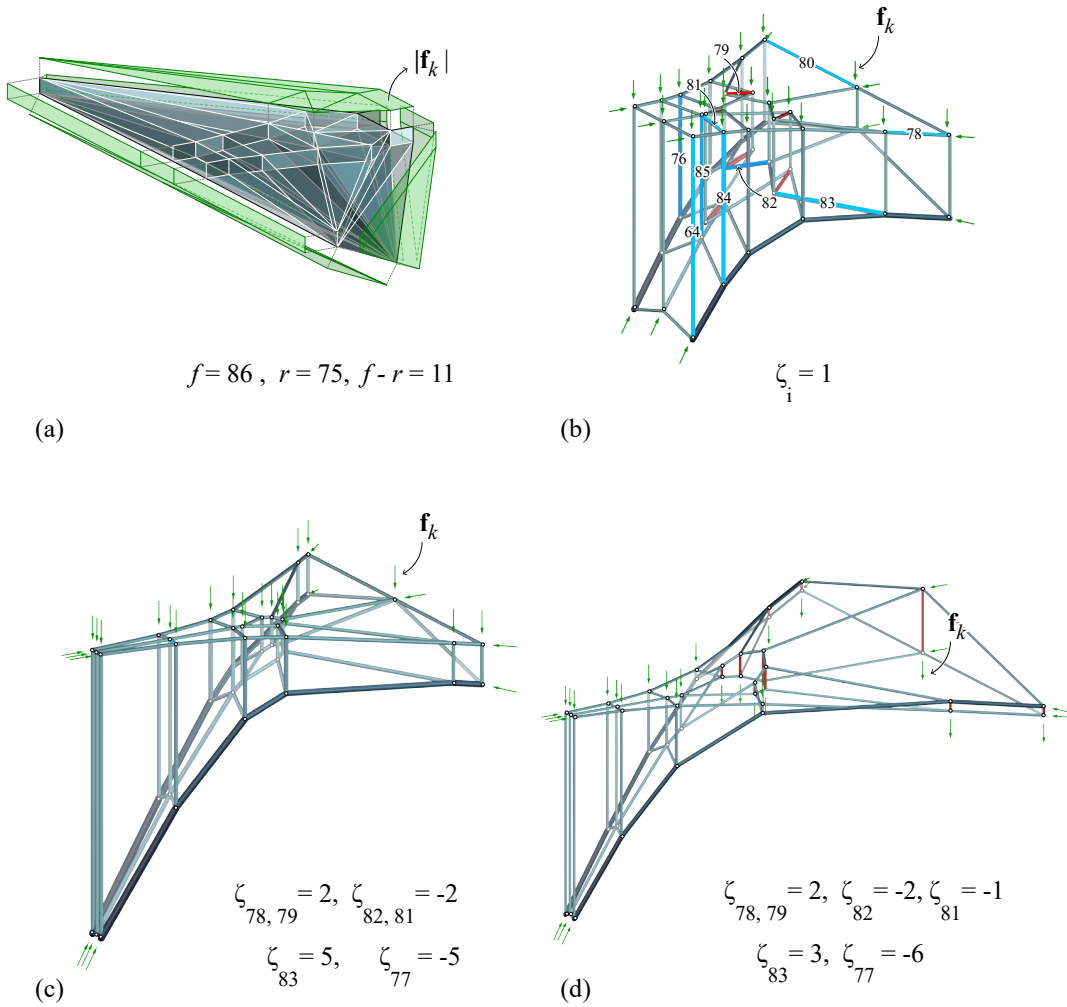 |f_k|
f = 86 , r = 75, f - r = 11
(a)
f_k
79
80
81
78
76
85
82
84
83
64
ζ_i = 1
(b)
f_k
ζ_78, 79 = 2, ζ_82, 81 = -2
ζ_83 = 5, ζ_77 = -5
(c)
f_k
ζ_78, 79 = 2, ζ_82 = -2, ζ_81 = -1
ζ_83 = 3, ζ_77 = -6
(d)